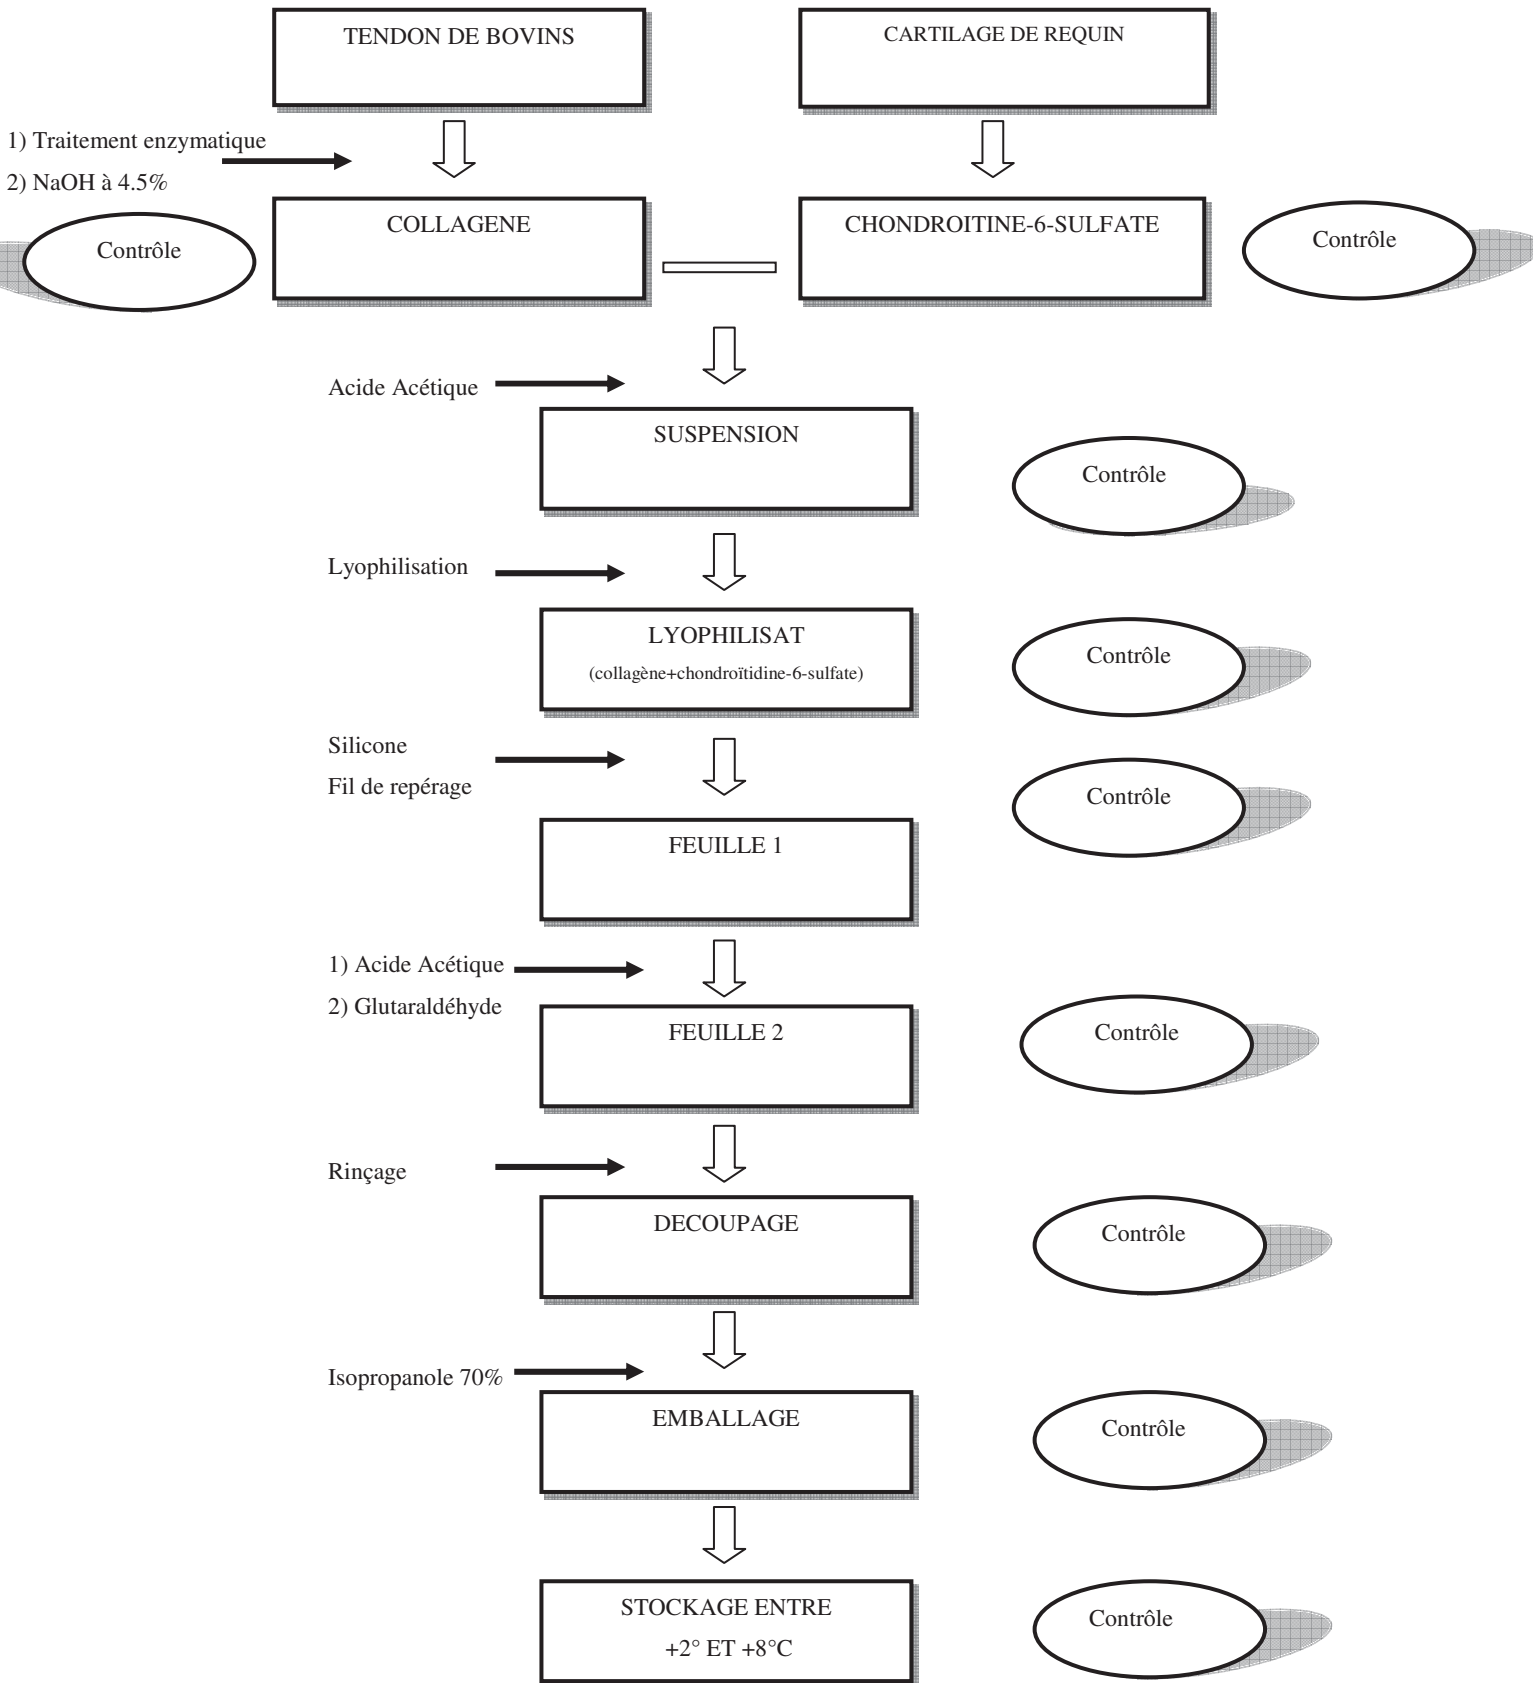 TENDON DE BOVINS
CARTILAGE DE REQUIN
1) Traitement enzymatique
2) NaOH à 4.5%
Contrôle
COLLAGENE
CHONDROITINE-6-SULFATE
Contrôle
Acide Acétique
SUSPENSION
Contrôle
Lyophilisation
LYOPHILISAT
(collagène+chondroïtidine-6-sulfate)
Contrôle
Silicone
Fil de repérage
Contrôle
FEUILLE 1
1) Acide Acétique
2) Glutaraldéhyde
FEUILLE 2
Contrôle
Rinçage
DECOUPAGE
Contrôle
Isopropanole 70%
EMBALLAGE
Contrôle
STOCKAGE ENTRE
+2° ET +8°C
Contrôle